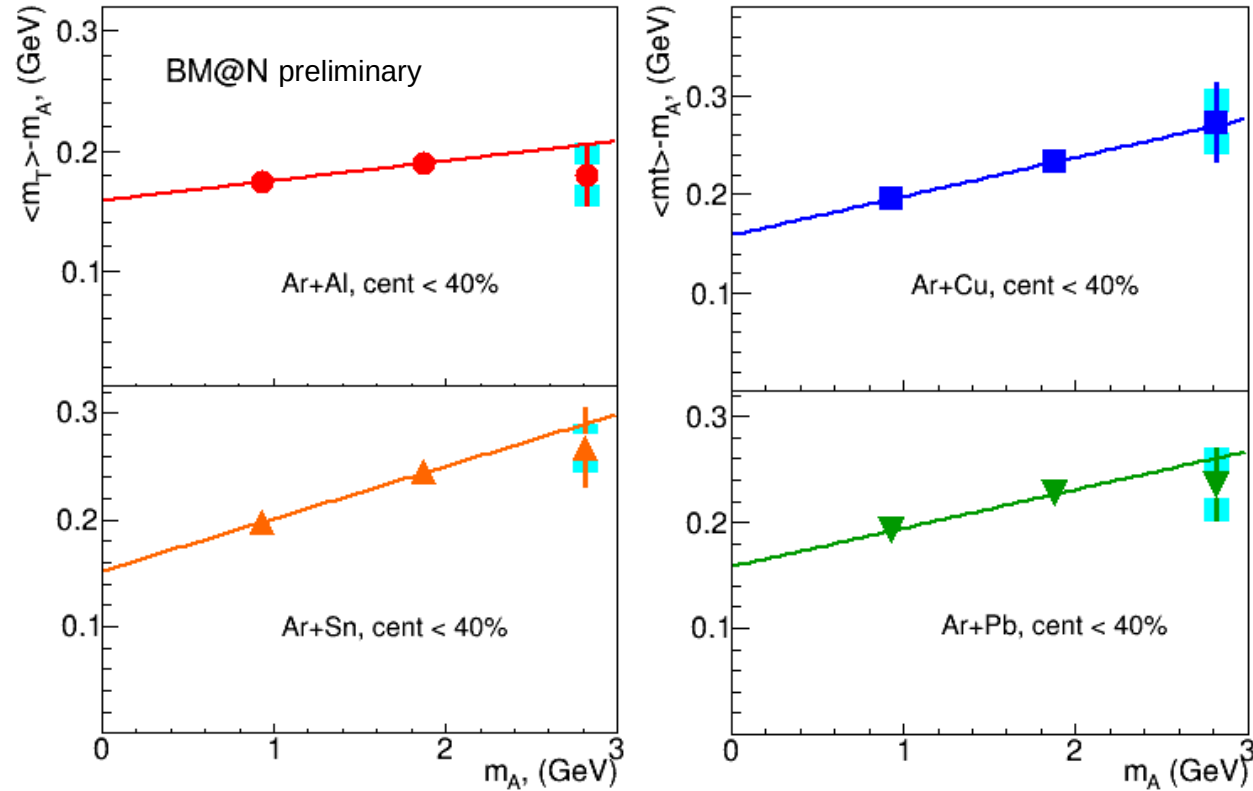 <m_T>-m_A, (GeV)
0.3
0.2
0.1
BM@N preliminary
Ar+Al, cent < 40%
<mt>-m_A, (GeV)
0.3
0.2
0.1
Ar+Cu, cent < 40%
0.3
0.2
0.1
Ar+Sn, cent < 40%
0 1 2 3
m_A, (GeV)
0.3
0.2
0.1
Ar+Pb, cent < 40%
0 1 2 3
m_A (GeV)